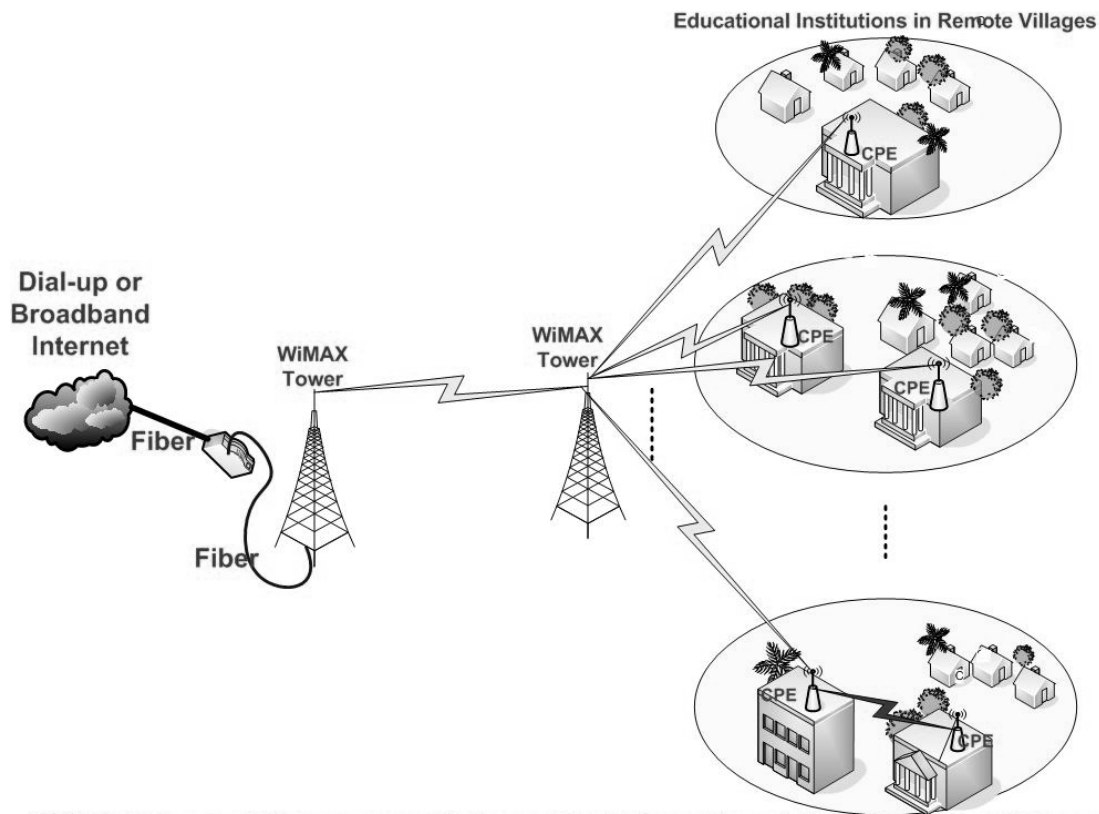 Educational Institutions in Remote Villages
CPE
Dial-up or
Broadband
Internet
WiMAX
Tower
WiMAX
Tower
CPE
CPE
Fiber
Fiber
CPE
CPE